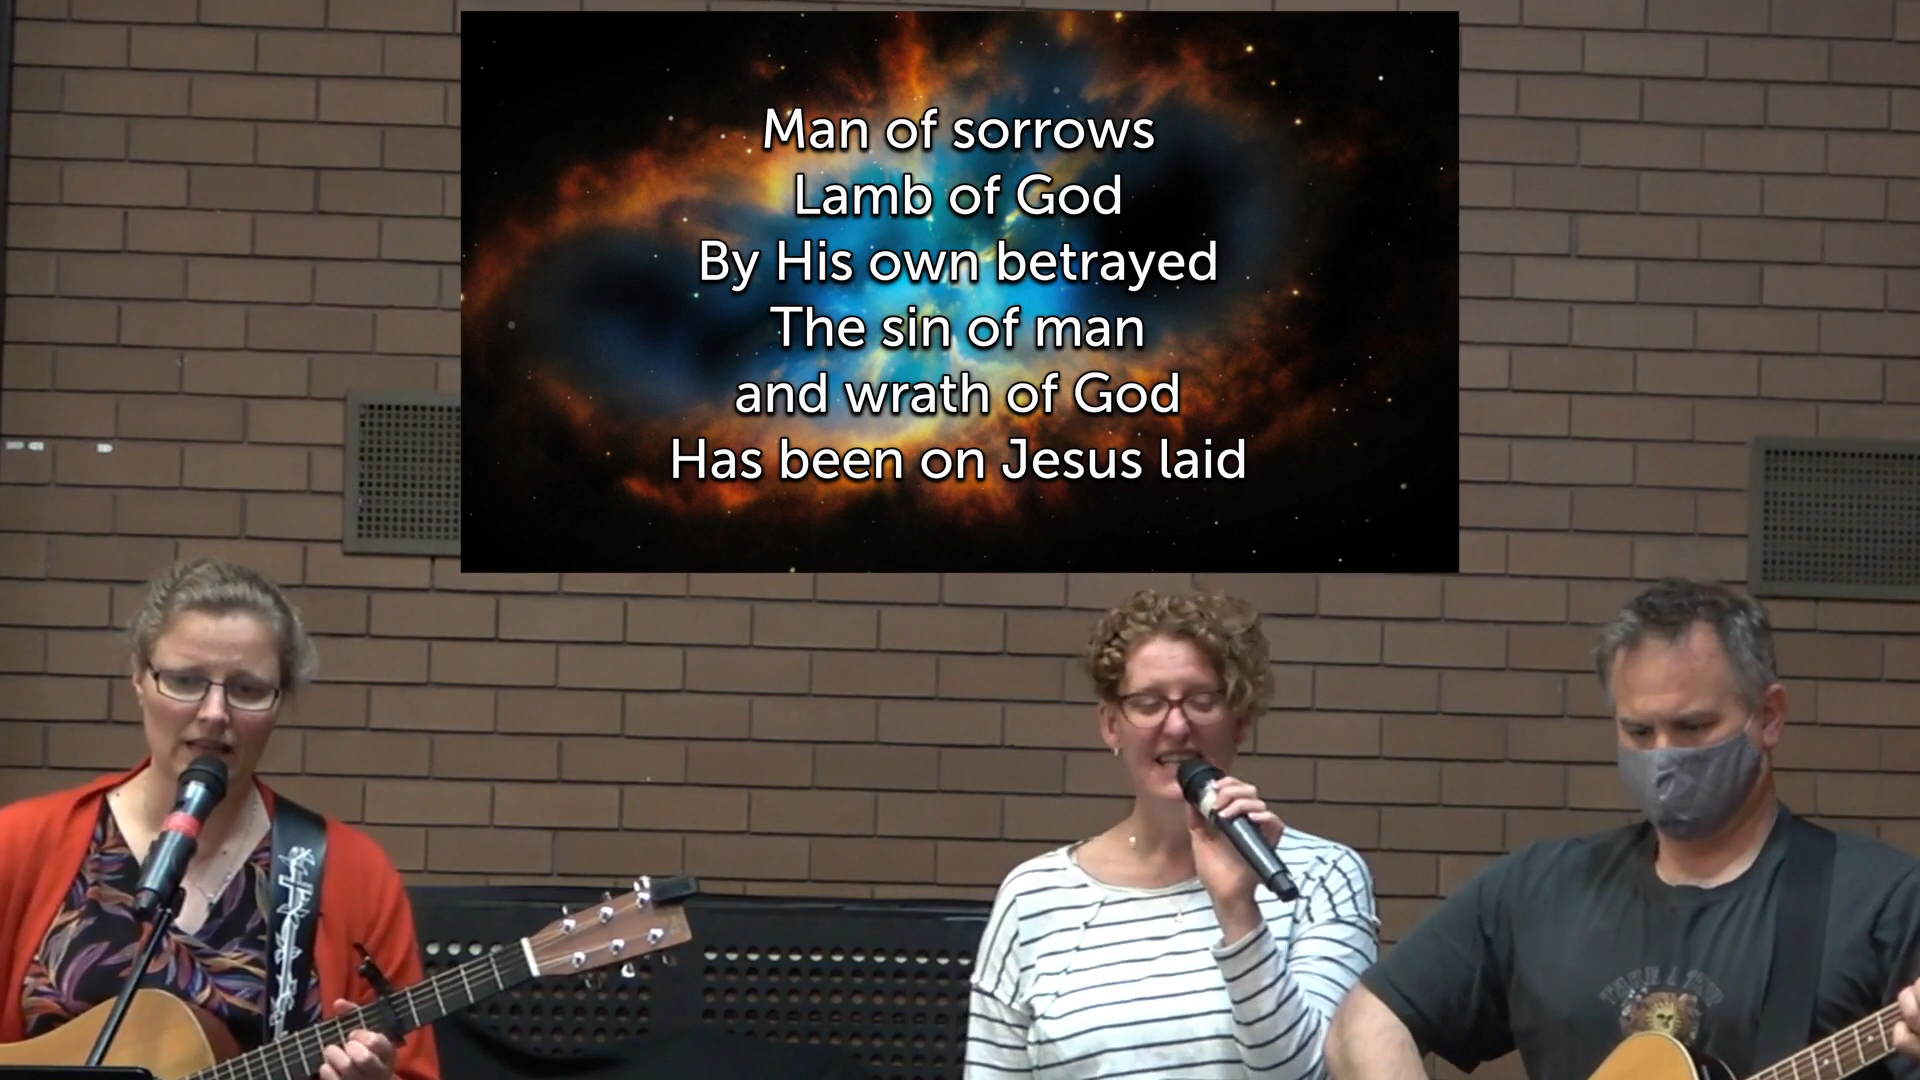 Man of sorrows
Lamb of God
By His own betrayed
The sin of man
and wrath of God
Has been on Jesus laid